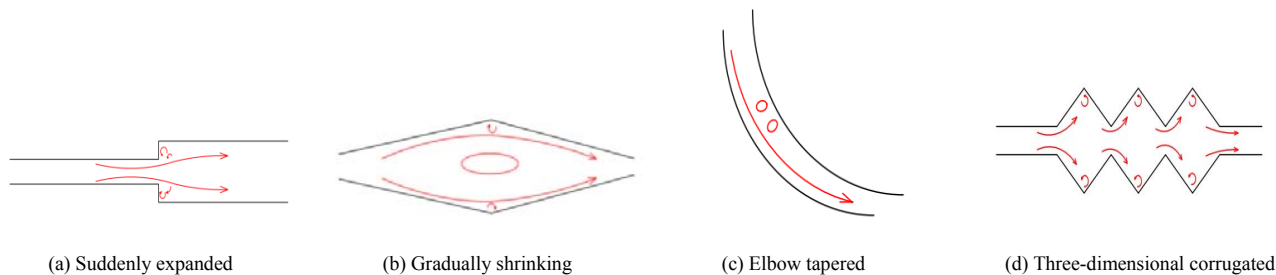 (a) Suddenly expanded
(b) Gradually shrinking
(c) Elbow tapered
(d) Three-dimensional corrugated